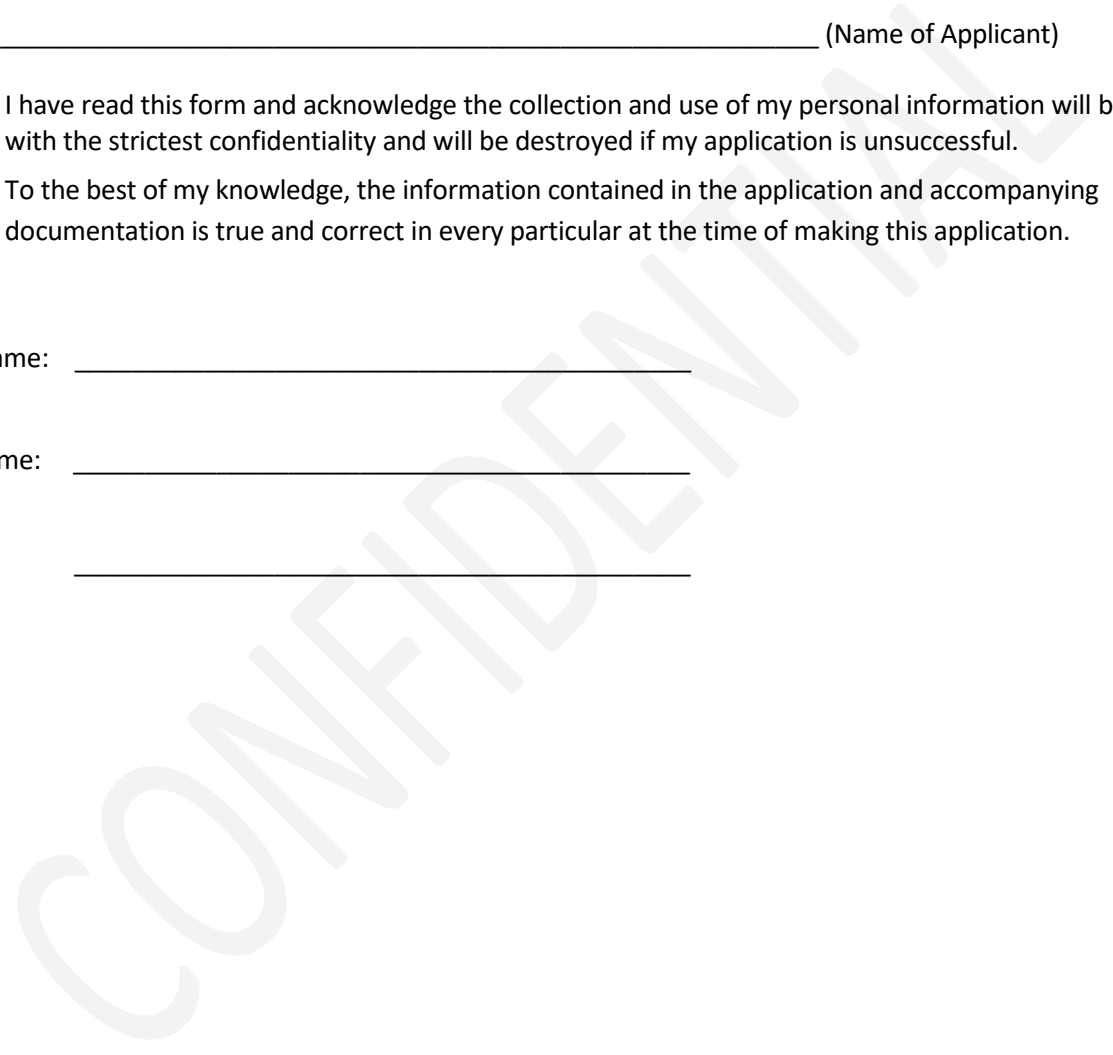 (Name of Applicant)
I have read this form and acknowledge the collection and use of my personal information will
with the strictest confidentiality and will be destroyed if my application is unsuccessful.
To the best of my knowledge, the information contained in the application and accompanying
documentation is true and correct in every particular at the time of making this application.
CONFIDENTIAL